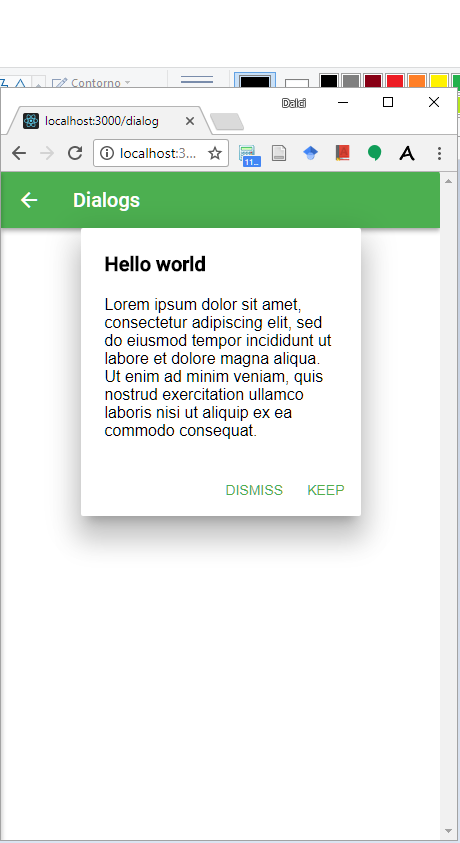 Contorno
Dalci
localhost:3000/dialog
localhost:3...
11...
Dialogs
Hello world
Lorem ipsum dolor sit amet,
consectetur adipiscing elit, sed
do eiusmod tempor incididunt ut
labore et dolore magna aliqua.
Ut enim ad minim veniam, quis
nostrud exercitation ullamco
laboris nisi ut aliquip ex ea
commodo consequat.
DISMISS KEEP